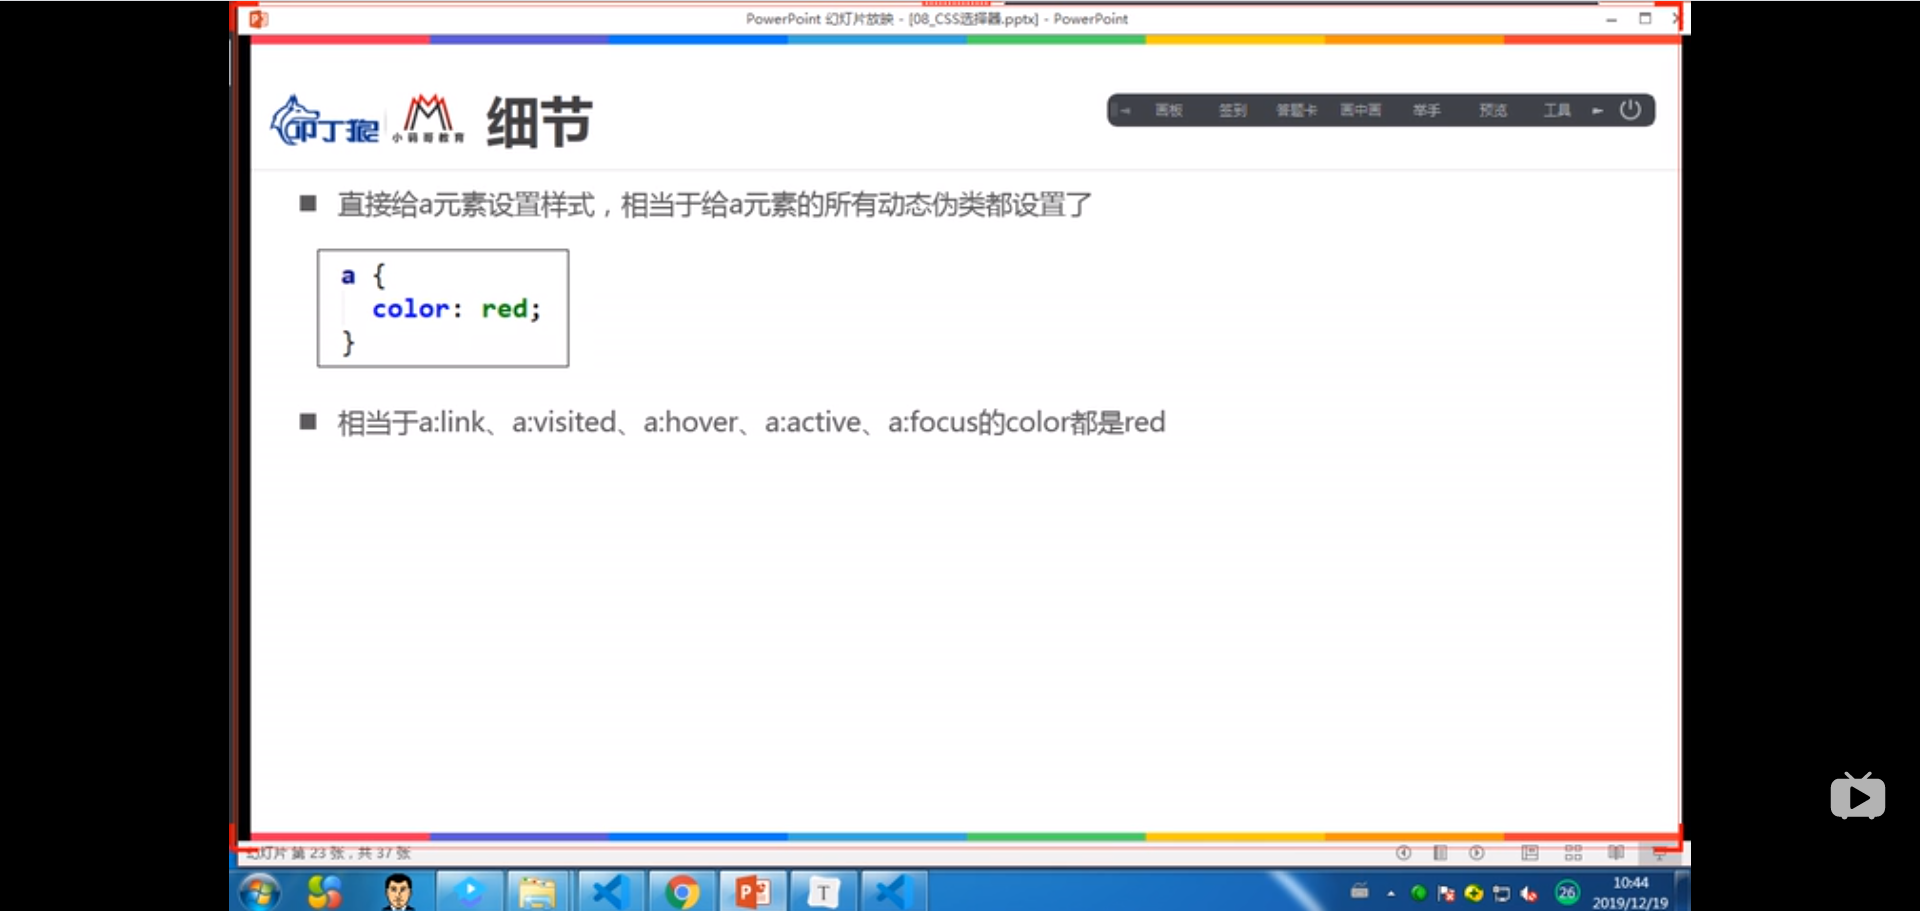 PowerPoint 幻灯片放映 - [08_CSS选择器.pptx] - PowerPoint
叩丁狼
小码哥教育
细节
画板 签到 答题卡 画中画 举手 预览 工具
直接给a元素设置样式，相当于给a元素的所有动态伪类都设置了
a {
color: red;
}
相当于a:link、a:visited、a:hover、a:active、a:focus的color都是red
幻灯片 第 23 张，共 37 张
T
26
10:44
2019/12/19